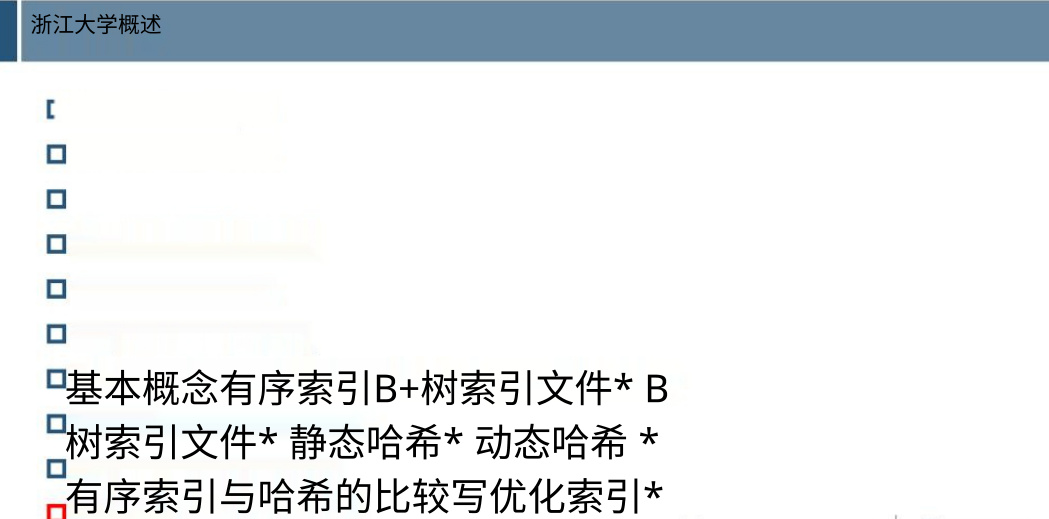 浙江大学概述
基本概念有序索引B+树索引文件* B
树索引文件* 静态哈希* 动态哈希 *
有序索引与哈希的比较写优化索引*